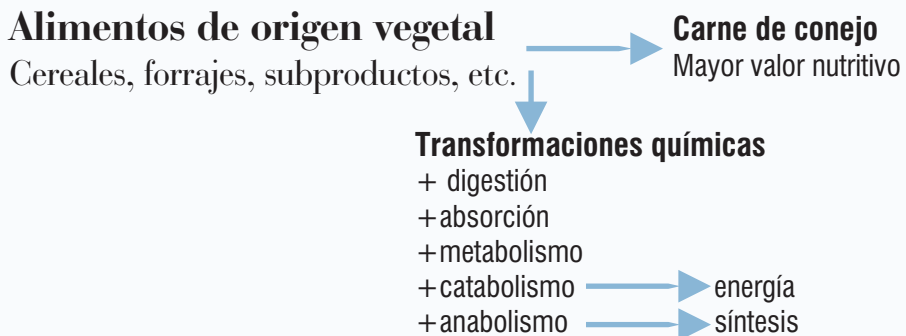 Alimentos de origen vegetal
Cereales, forrajes, subproductos, etc.
Carne de conejo
Mayor valor nutritivo
Transformaciones químicas
+ digestión
+absorción
+metabolismo
+catabolismo energía
+anabolismo síntesis